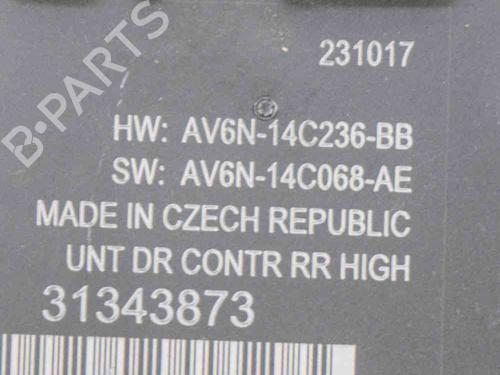 B-PARTS
231017
HW: AV6N-14C236-BB
SW: AV6N-14C068-AE
MADE IN CZECH REPUBLIC
UNT DR CONTR RR HIGH
31343873